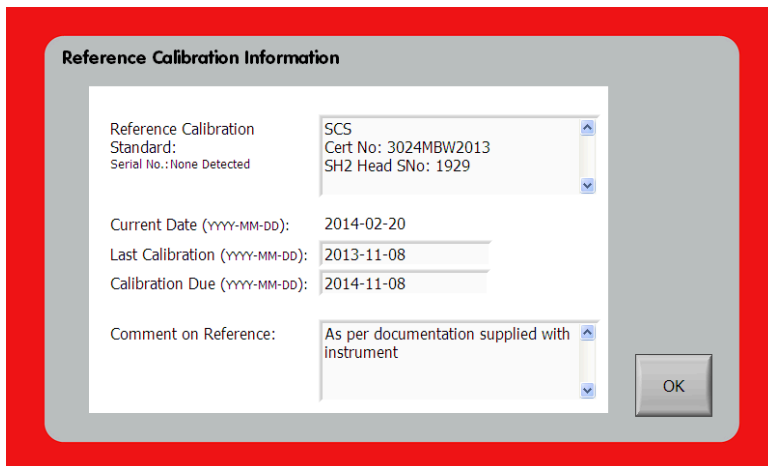 Reference Calibration Information
Reference Calibration
Standard:
Serial No.:None Detected
SCS
Cert No: 3024MBW2013
SH2 Head SNo: 1929
Current Date (YYYY-MM-DD):
2014-02-20
Last Calibration (YYYY-MM-DD):
2013-11-08
Calibration Due (YYYY-MM-DD):
2014-11-08
Comment on Reference:
As per documentation supplied with
instrument
OK